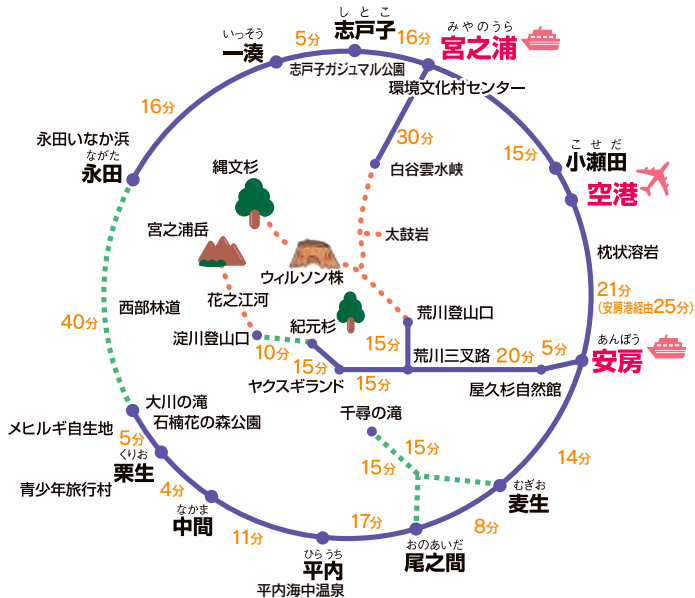 しとこ
志戸子
みやのうら
宮之浦
いっそう
一湊
5分
16分
志戸子ガジュマル公園
環境文化村センター
16分
30分
15分
こせだ
小瀬田
空港
永田いなか浜
ながた
永田
縄文杉
白谷雲水峡
宮之浦岳
太鼓岩
枕状溶岩
ウィルソン株
花之江河
21分
(安房港経由25分)
西部林道
荒川登山口
40分
淀川登山口
紀元杉
10分
15分
15分
荒川三叉路
20分
5分
あんぼう
安房
ヤクスギランド
15分
屋久杉自然館
大川の滝
石楠花の森公園
千尋の滝
メヒルギ自生地
5分
くりお
栗生
15分
15分
14分
青少年旅行村
4分
なかま
中間
むぎお
麦生
11分
17分
8分
ひらうち
平内
平内海中温泉
おのあいだ
尾之間